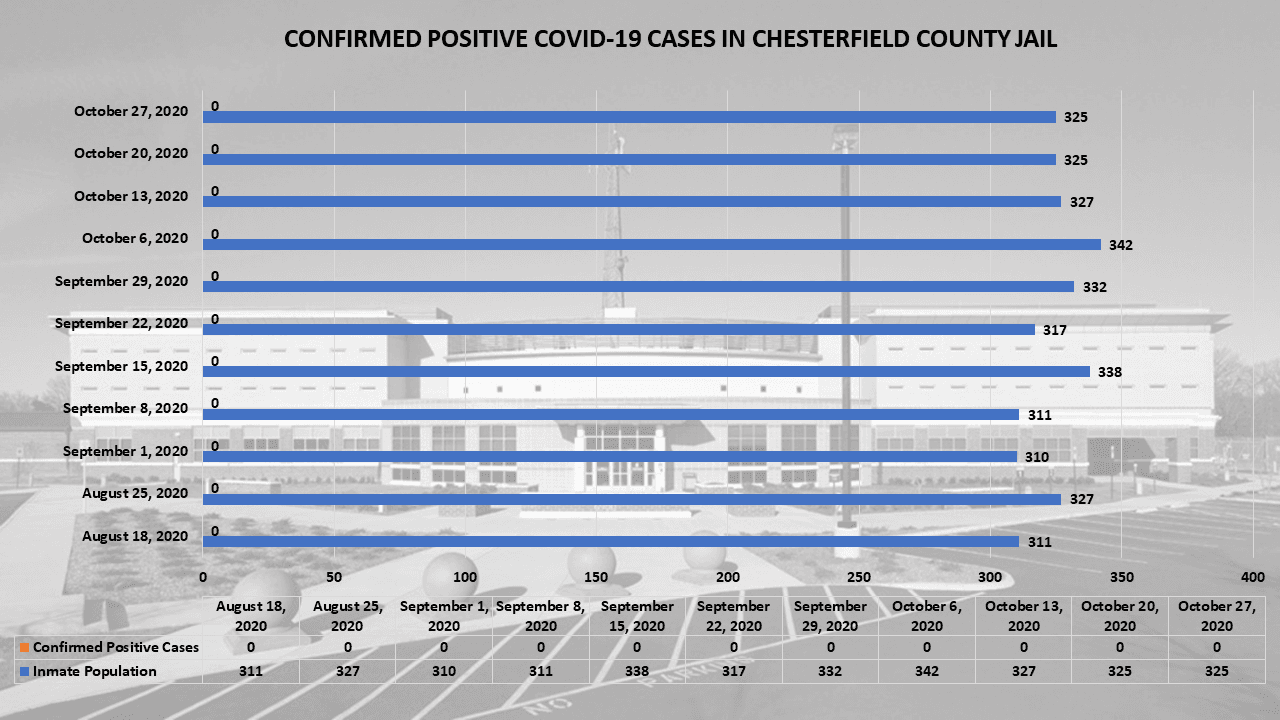 CONFIRMED POSITIVE COVID-19 CASES IN CHESTERFIELD COUNTY JAIL
October 27, 2020 0 325
October 20, 2020 0 325
October 13, 2020 0 327
October 6, 2020 0 342
September 29, 2020 0 332
September 22, 2020 0 317
September 15, 2020 0 338
September 8, 2020 0 311
September 1, 2020 0 310
August 25, 2020 0 327
August 18, 2020 0 311
0 50 100 150 200 250 300 350 400
August 18, August 25, September 1, September 8, September September September October 6, October 13, October 20, October 27,
2020 2020 2020 2020 15, 2020 22, 2020 29, 2020 2020 2020 2020 2020
Confirmed Positive Cases 0 0 0 0 0 0 0 0 0 0 0
Inmate Population 311 327 310 311 338 317 332 342 327 325 325
NO PARKING